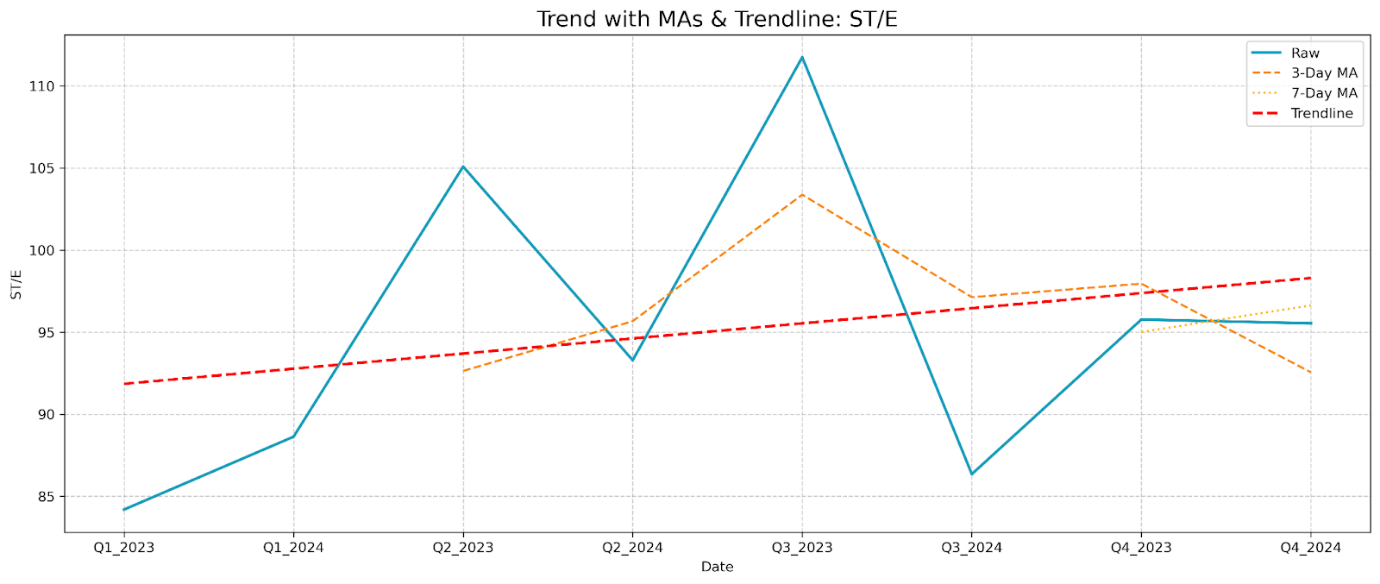 Trend with MAs & Trendline: ST/E
Raw
3-Day MA
7-Day MA
Trendline
110
105
100
95
90
85
ST/E
Q1_2023 Q1_2024 Q2_2023 Q2_2024 Q3_2023 Q3_2024 Q4_2023 Q4_2024
Date